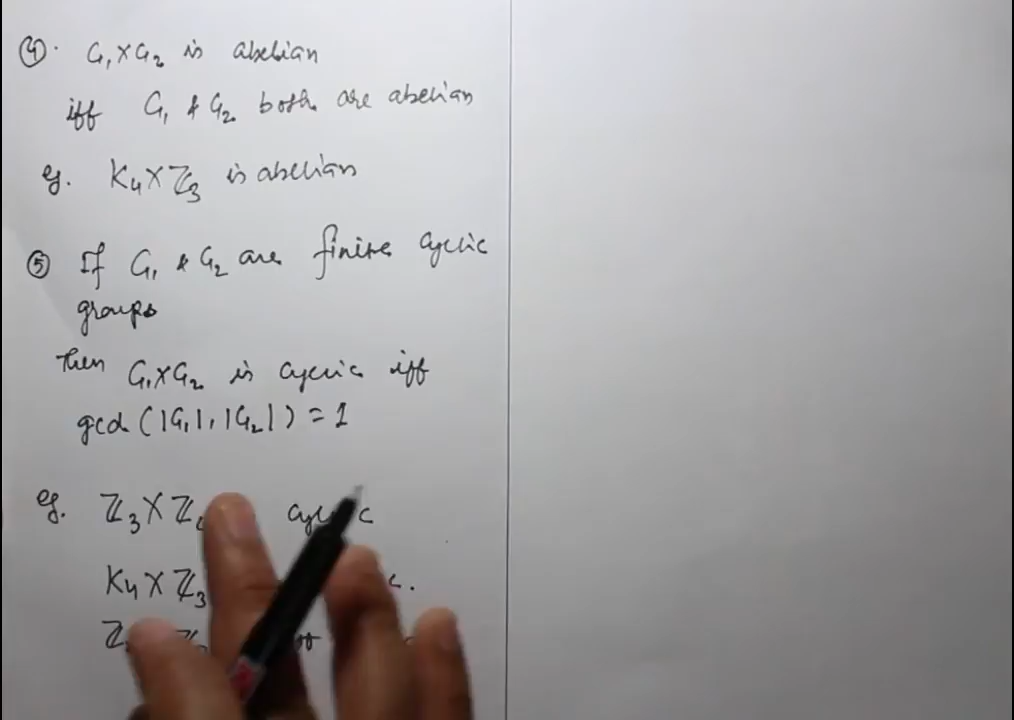 ④. G₁×G₂ is abelian
iff G₁ & G₂ both are abelian
eg. K₄×ℤ₃ is abelian
⑤ If G₁ & G₂ are finite cyclic
groups
then G₁×G₂ is cyclic iff
gcd (|G₁|, |G₂|) = 1
eg. ℤ₃×ℤ
K₄×ℤ₃